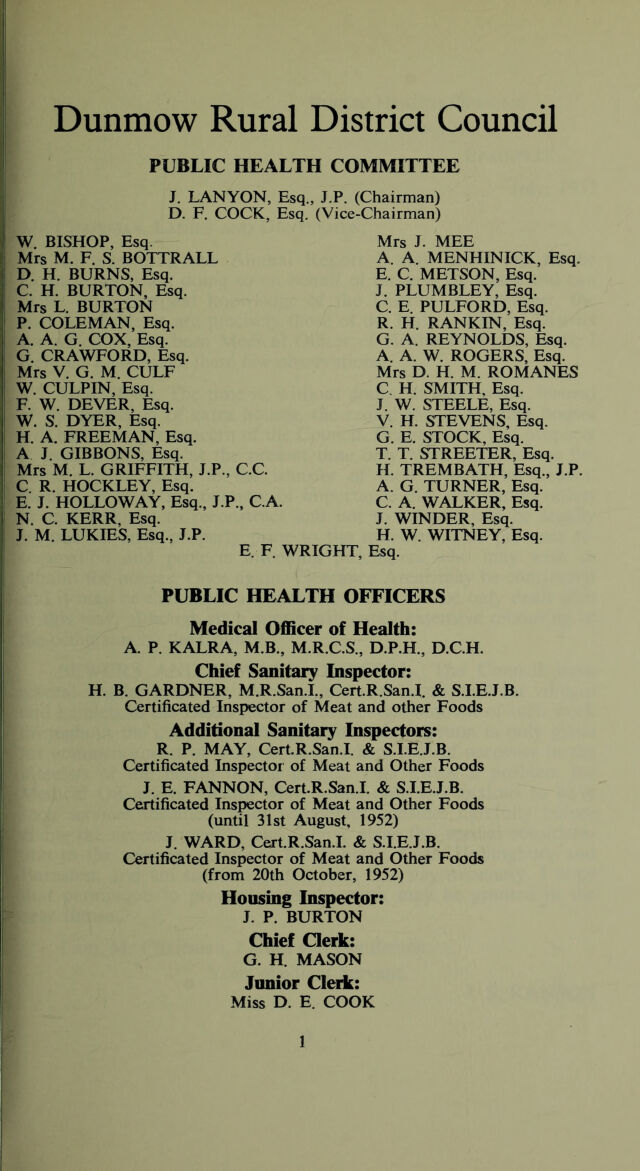 Dunmow Rural District Council
PUBLIC HEALTH COMMITTEE
J. LANYON, Esq., J.P. (Chairman)
D. F. COCK, Esq. (Vice-Chairman)
W. BISHOP, Esq.
Mrs M. F. S. BOTTRALL
D. H. BURNS, Esq.
C. H. BURTON, Esq.
Mrs L. BURTON
P. COLEMAN, Esq.
A. A. G. COX, Esq.
G. CRAWFORD, Esq.
Mrs V. G. M. CULF
W. CULPIN, Esq.
F. W. DEVER, Esq.
W. S. DYER, Esq.
H. A. FREEMAN, Esq.
A J. GIBBONS, Esq.
Mrs M. L. GRIFFITH, J.P., C.C.
C. R. HOCKLEY, Esq.
E. J. HOLLOWAY, Esq., J.P., C.A.
N. C. KERR, Esq.
J. M. LUKIES, Esq., J.P.
Mrs J. MEE
A. A. MENHINICK, Esq.
E. C. METSON, Esq.
J. PLUMBLEY, Esq.
C. E. PULFORD, Esq.
R. H. RANKIN, Esq.
G. A. REYNOLDS, Esq.
A. A. W. ROGERS, Esq.
Mrs D. H. M. ROMANES
C. H. SMITH, Esq.
J. W. STEELE, Esq.
V. H. STEVENS, Esq.
G. E. STOCK, Esq.
T. T. STREETER, Esq.
H. TREMBATH, Esq., J.P.
A. G. TURNER, Esq.
C. A. WALKER, Esq.
J. WINDER, Esq.
H. W. WITNEY, Esq.
E. F. WRIGHT, Esq.
PUBLIC HEALTH OFFICERS
Medical Officer of Health:
A. P. KALRA, M.B., M.R.C.S., D.P.H., D.C.H.
Chief Sanitary Inspector:
H. B. GARDNER, M.R.San.I., Cert.R.San.I. & S.I.E.J.B.
Certificated Inspector of Meat and other Foods
Additional Sanitary Inspectors:
R. P. MAY, Cert.R.San.I. & S.I.E.J.B.
Certificated Inspector of Meat and Other Foods
J. E. FANNON, Cert.R.San.I. & S.I.E.J.B.
Certificated Inspector of Meat and Other Foods
(until 31st August, 1952)
J. WARD, Cert.R.San.I. & S.I.E.J.B.
Certificated Inspector of Meat and Other Foods
(from 20th October, 1952)
Housing Inspector:
J. P. BURTON
Chief Clerk:
G. H. MASON
Junior Clerk:
Miss D. E. COOK
1